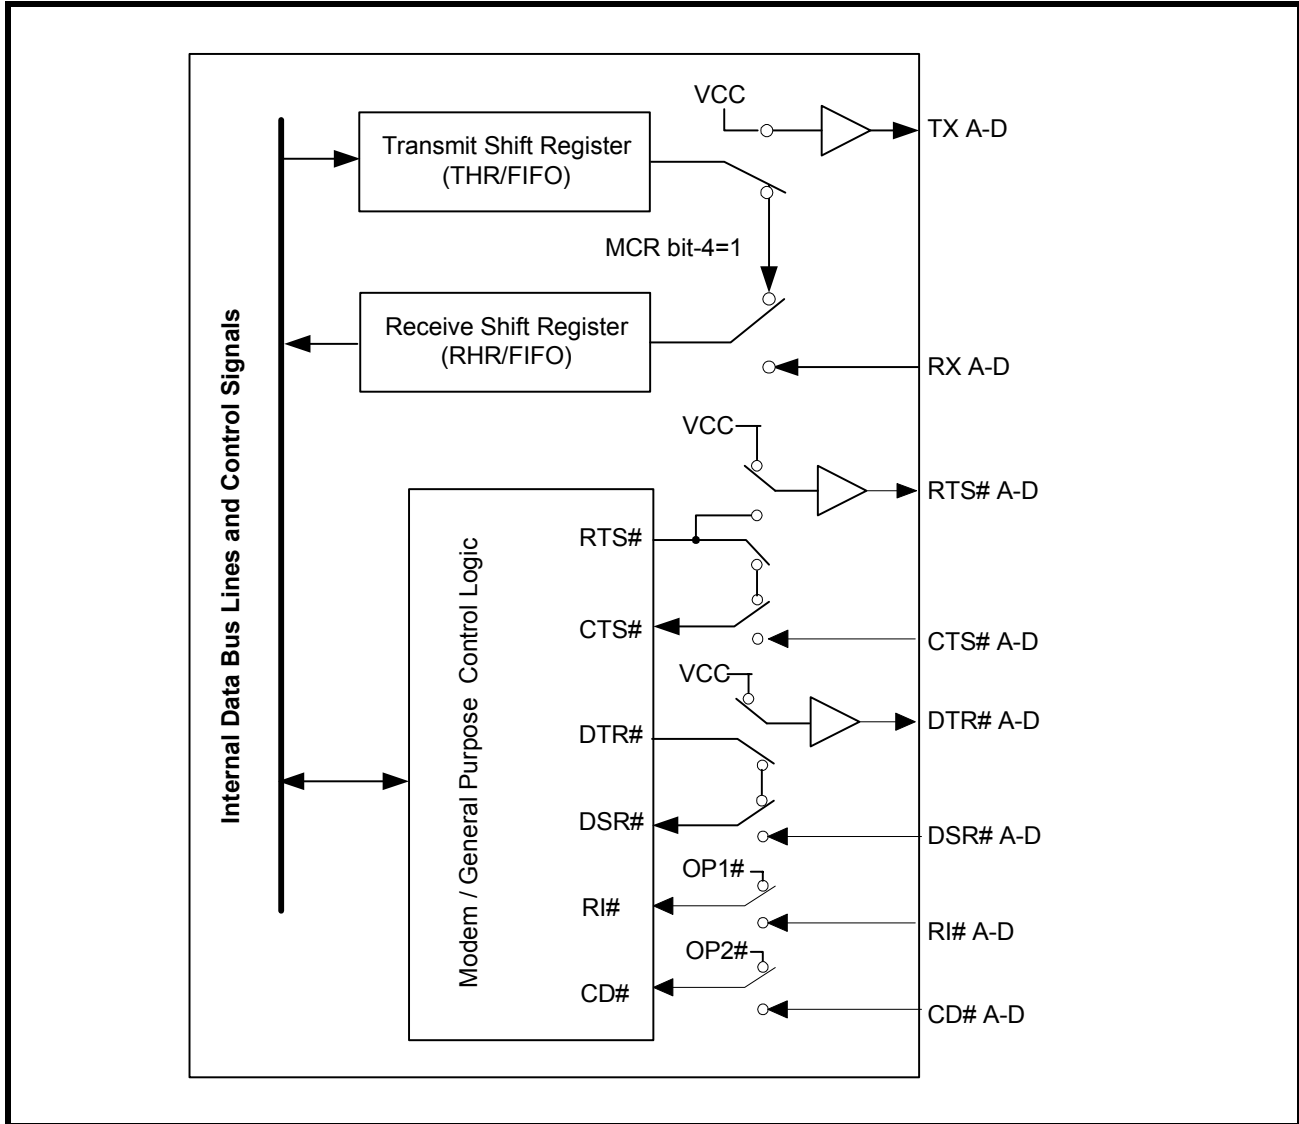 VCC
TX A-D
Transmit Shift Register
(THR/FIFO)
MCR bit-4=1
Receive Shift Register
(RHR/FIFO)
RX A-D
Internal Data Bus Lines and Control Signals
VCC
RTS# A-D
Modem / General Purpose Control Logic
RTS#
CTS#
CTS# A-D
VCC
DTR#
DTR# A-D
DSR#
DSR# A-D
OP1#
RI#
RI# A-D
OP2#
CD#
CD# A-D